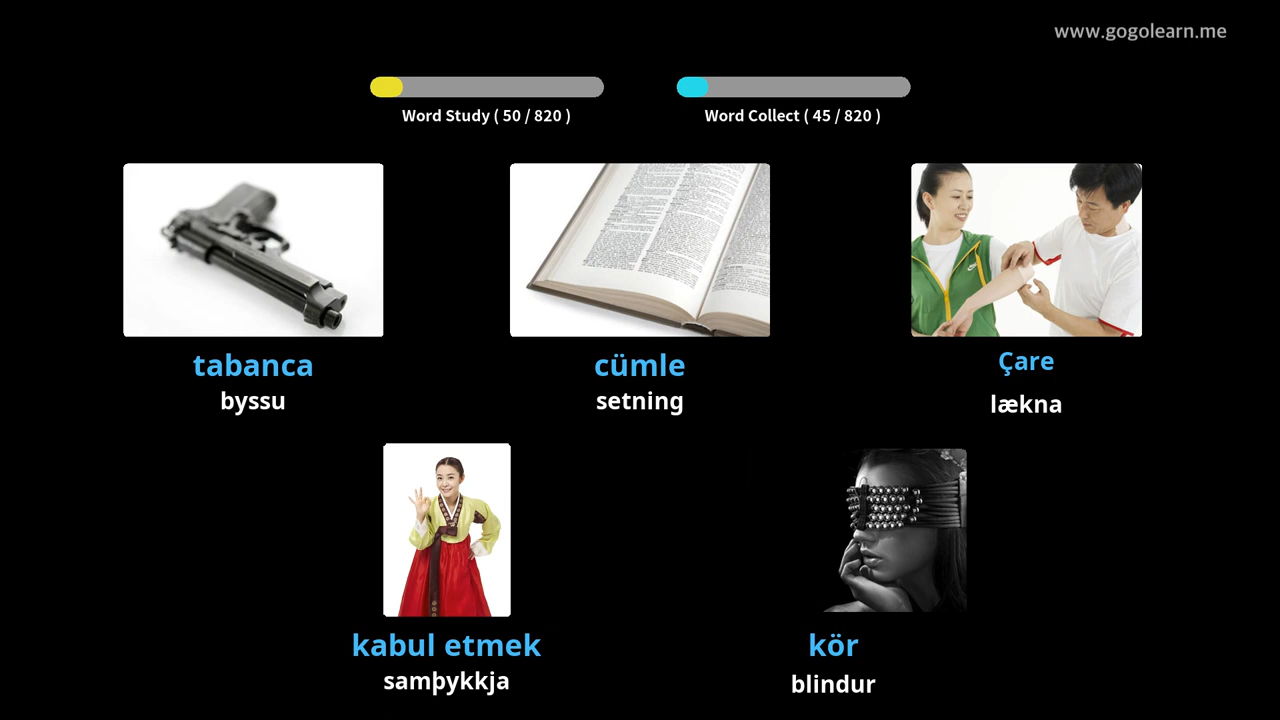 www.gogolearn.me
Word Study ( 50 / 820 )
Word Collect ( 45 / 820 )
tabanca
byssu
cümle
setning
Çare
lækna
kabul etmek
samþykkja
kör
blindur